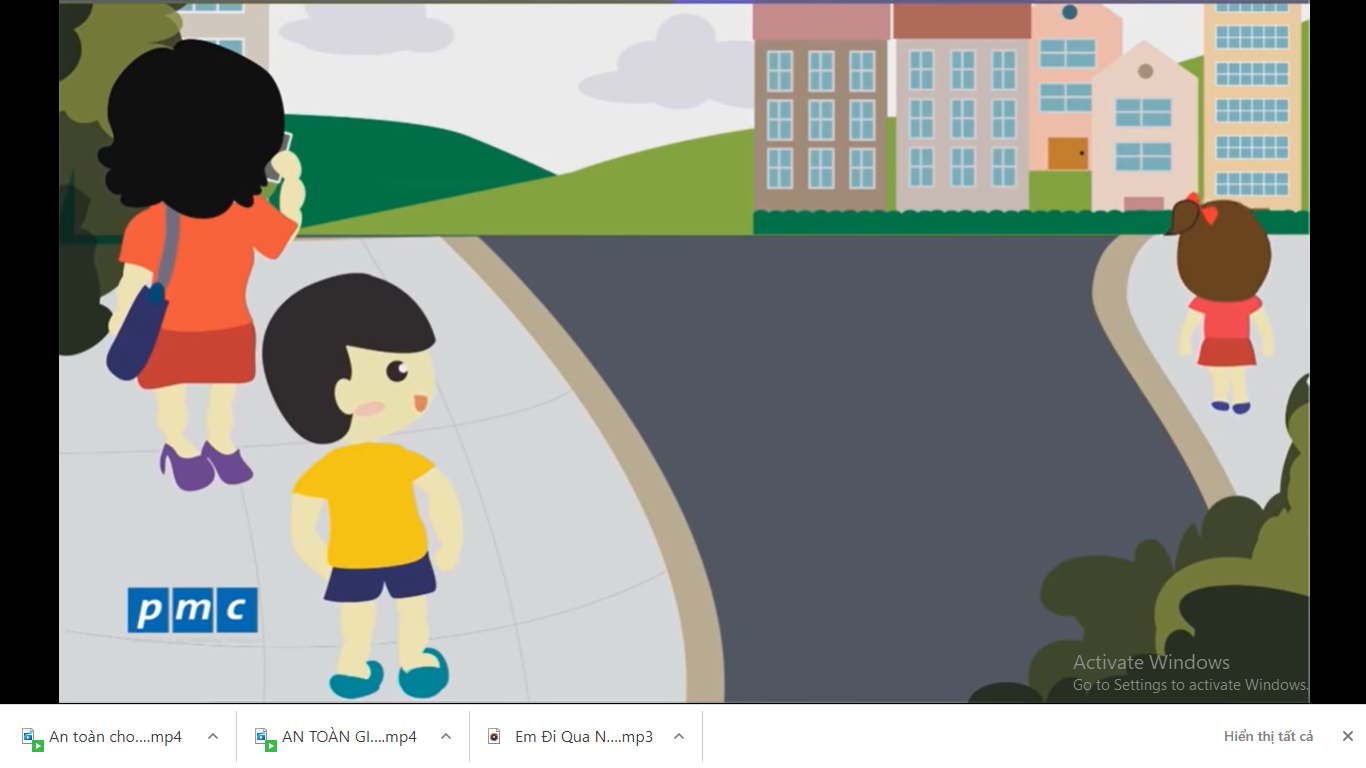 pmc
Activate Windows
Go to Settings to activate Windows.
An toàn cho....mp4
AN TOÀN GI....mp4
Em Đi Qua N....mp3
Hiển thị tất cả